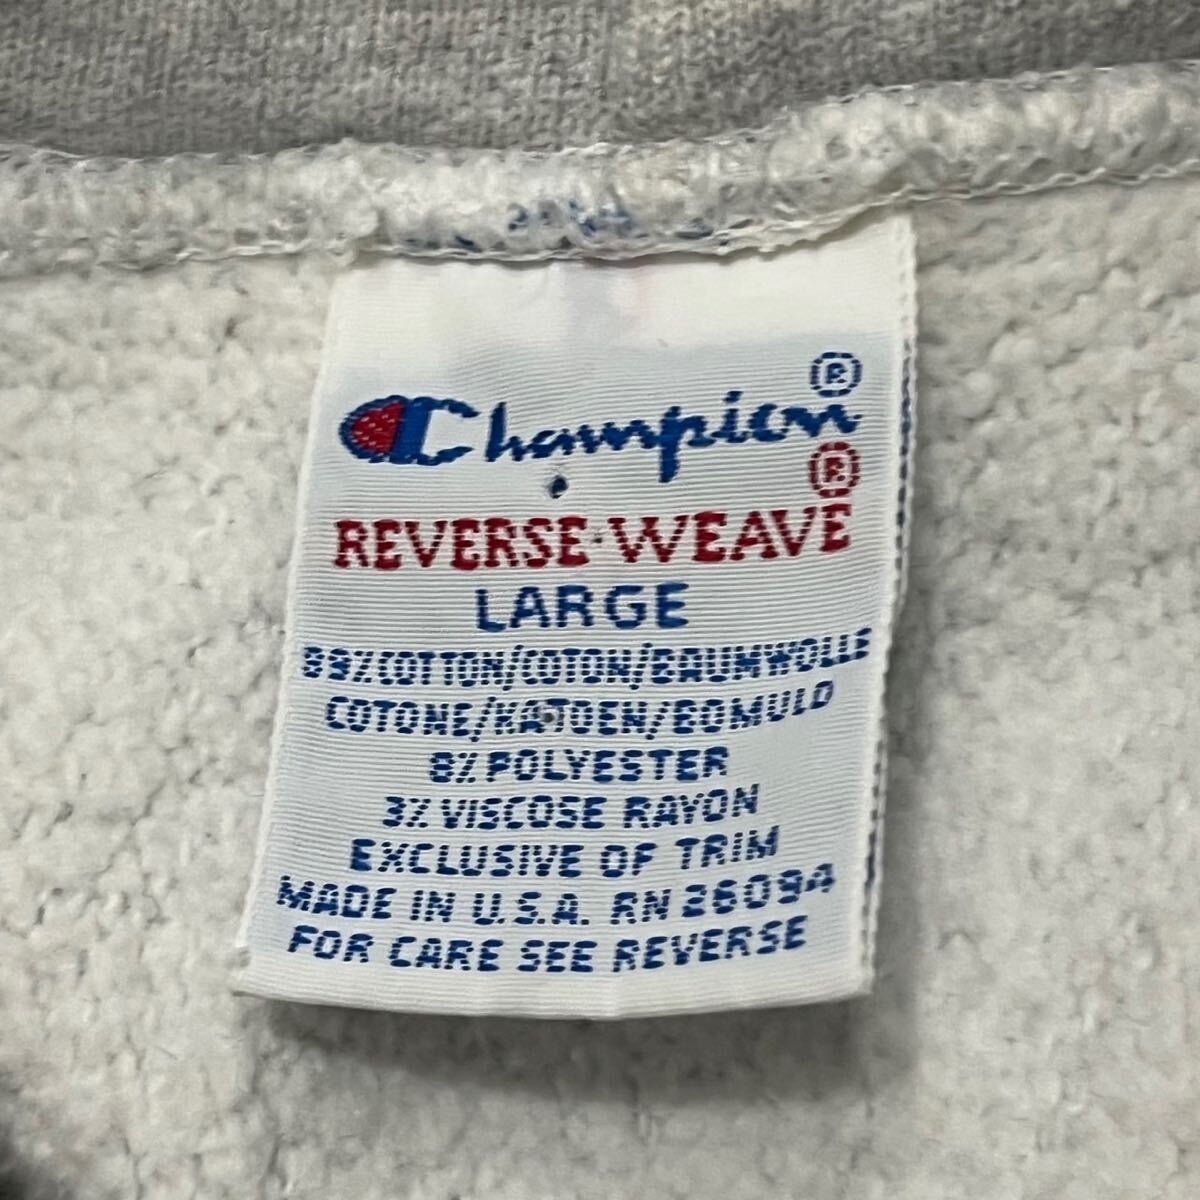 Champion®
REVERSE·WEAVE®
LARGE
89% COTTON/COTON/BAUMWOLLE
COTONE/KATOEN/BOMULD
8% POLYESTER
3% VISCOSE RAYON
EXCLUSIVE OF TRIM
MADE IN U.S.A. RN 26094
FOR CARE SEE REVERSE